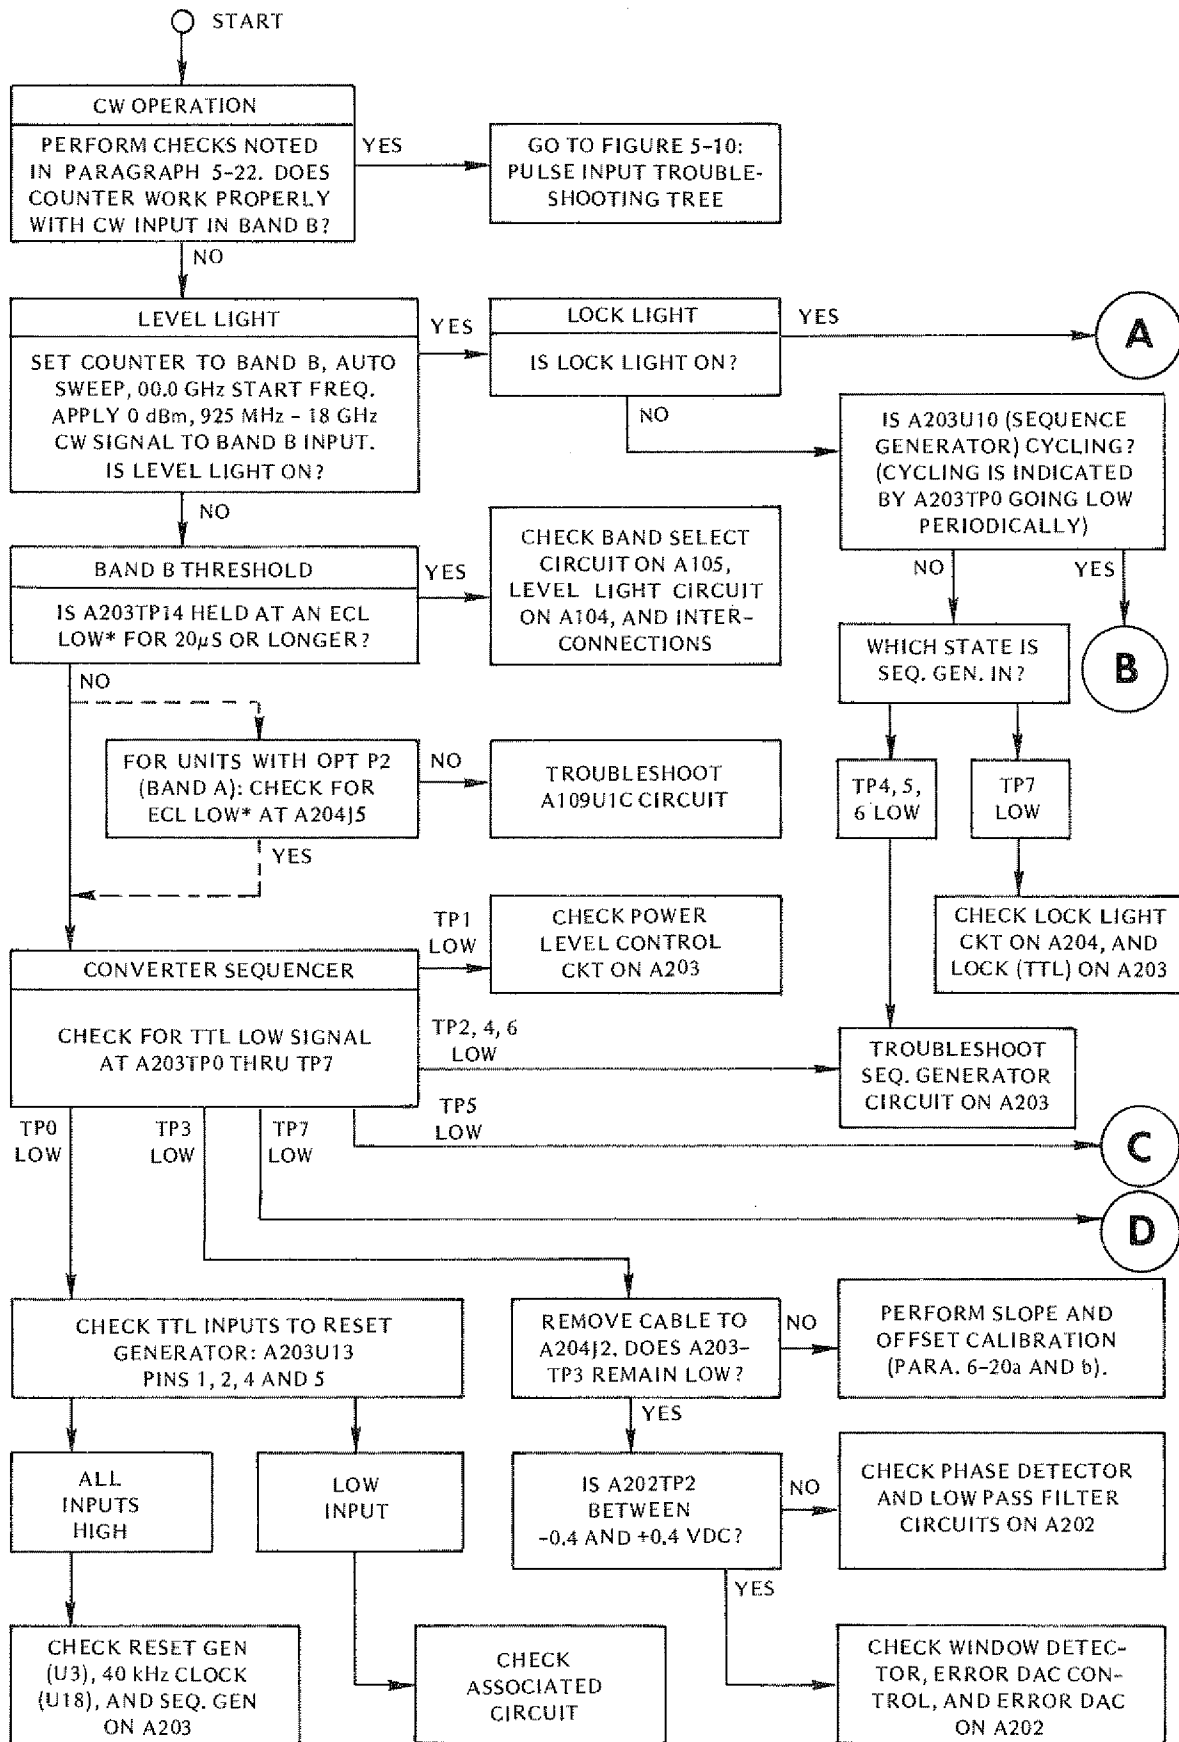 START
CW OPERATION
PERFORM CHECKS NOTED
IN PARAGRAPH 5-22. DOES
COUNTER WORK PROPERLY
WITH CW INPUT IN BAND B?
YES
GO TO FIGURE 5-10:
PULSE INPUT TROUBLE-
SHOOTING TREE
NO
LEVEL LIGHT
SET COUNTER TO BAND B, AUTO
SWEEP, 00.0 GHz START FREQ.
APPLY 0 dBm, 925 MHz - 18 GHz
CW SIGNAL TO BAND B INPUT.
IS LEVEL LIGHT ON?
YES
LOCK LIGHT
IS LOCK LIGHT ON?
YES
A
NO
IS A203U10 (SEQUENCE
GENERATOR) CYCLING?
(CYCLING IS INDICATED
BY A203TP0 GOING LOW
PERIODICALLY)
NO
YES
B
WHICH STATE IS
SEQ. GEN. IN?
TP4, 5,
6 LOW
TP7
LOW
CHECK LOCK LIGHT
CKT ON A204, AND
LOCK (TTL) ON A203
NO
BAND B THRESHOLD
IS A203TP14 HELD AT AN ECL
LOW* FOR 20µS OR LONGER?
YES
CHECK BAND SELECT
CIRCUIT ON A105,
LEVEL LIGHT CIRCUIT
ON A104, AND INTER-
CONNECTIONS
NO
FOR UNITS WITH OPT P2
(BAND A): CHECK FOR
ECL LOW* AT A204J5
NO
TROUBLESHOOT
A109U1C CIRCUIT
YES
CONVERTER SEQUENCER
CHECK FOR TTL LOW SIGNAL
AT A203TP0 THRU TP7
TP1
LOW
CHECK POWER
LEVEL CONTROL
CKT ON A203
TP2, 4, 6
LOW
TROUBLESHOOT
SEQ. GENERATOR
CIRCUIT ON A203
TP5
LOW
C
TP0
LOW
TP3
LOW
TP7
LOW
D
CHECK TTL INPUTS TO RESET
GENERATOR: A203U13
PINS 1, 2, 4 AND 5
REMOVE CABLE TO
A204J2. DOES A203-
TP3 REMAIN LOW?
NO
PERFORM SLOPE AND
OFFSET CALIBRATION
(PARA. 6-20a AND b).
YES
ALL
INPUTS
HIGH
LOW
INPUT
IS A202TP2
BETWEEN
-0.4 AND +0.4 VDC?
NO
CHECK PHASE DETECTOR
AND LOW PASS FILTER
CIRCUITS ON A202
YES
CHECK RESET GEN
(U3), 40 kHz CLOCK
(U18), AND SEQ. GEN
ON A203
CHECK
ASSOCIATED
CIRCUIT
CHECK WINDOW DETEC-
TOR, ERROR DAC CON-
TROL, AND ERROR DAC
ON A202